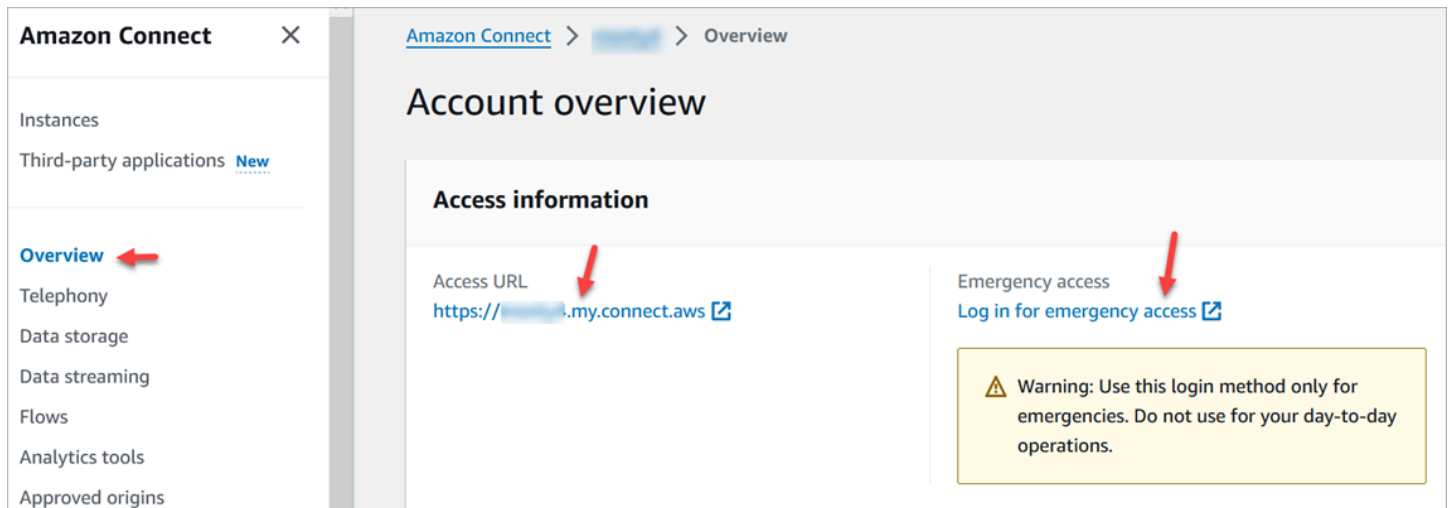 Amazon Connect
Instances
Third-party applications New
Overview
Telephony
Data storage
Data streaming
Flows
Analytics tools
Approved origins
Amazon Connect > > Overview
Account overview
Access information
Access URL
https:// .my.connect.aws
Emergency access
Log in for emergency access
Warning: Use this login method only for
emergencies. Do not use for your day-to-day
operations.